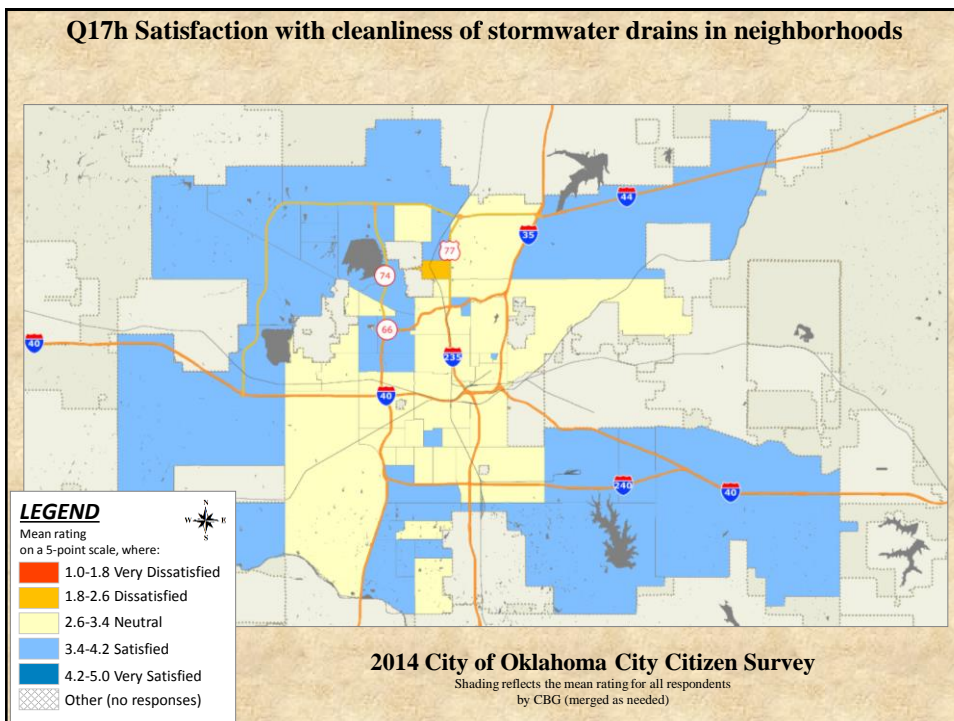 Q17h Satisfaction with cleanliness of stormwater drains in neighborhoods
44
35
77
74
66
40
235
40
240
40
LEGEND
Mean rating
on a 5-point scale, where:
1.0-1.8 Very Dissatisfied
1.8-2.6 Dissatisfied
2.6-3.4 Neutral
3.4-4.2 Satisfied
4.2-5.0 Very Satisfied
Other (no responses)
N
W E
S
2014 City of Oklahoma City Citizen Survey
Shading reflects the mean rating for all respondents
by CBG (merged as needed)